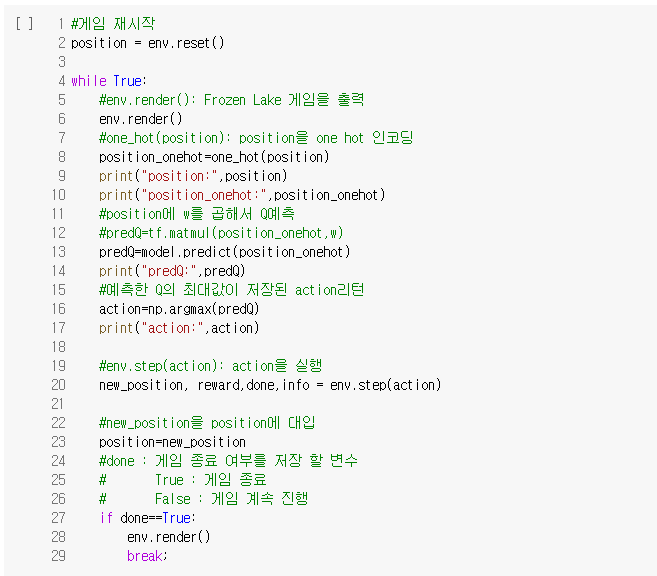 [ ] 1 #게임 재시작
2 position = env.reset()
3
4 while True:
5     #env.render(): Frozen Lake 게임을 출력
6     env.render()
7     #one_hot(position): position을 one hot 인코딩
8     position_onehot=one_hot(position)
9     print("position:",position)
10     print("position_onehot:",position_onehot)
11     #position에 w를 곱해서 Q예측
12     #predQ=tf.matmul(position_onehot,w)
13     predQ=model.predict(position_onehot)
14     print("predQ:",predQ)
15     #예측한 Q의 최대값이 저장된 action리턴
16     action=np.argmax(predQ)
17     print("action:",action)
18
19     #env.step(action): action을 실행
20     new_position, reward,done,info = env.step(action)
21
22     #new_position을 position에 대입
23     position=new_position
24     #done : 게임 종료 여부를 저장 할 변수
25     #       True : 게임 종료
26     #       False : 게임 계속 진행
27     if done==True:
28         env.render()
29         break;